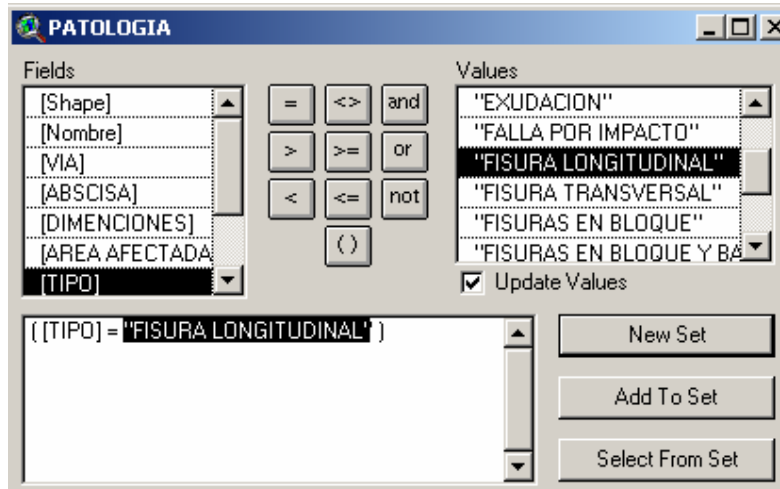 PATOLOGIA
Fields
[Shape]
[Nombre]
[VIA]
[ABSCISA]
[DIMENCIONES]
[AREA AFECTADA
[TIPO]
= <> and
> >= or
< <= not
()
Values
"EXUDACION"
"FALLA POR IMPACTO"
"FISURA LONGITUDINAL"
"FISURA TRANSVERSAL"
"FISURAS EN BLOQUE"
"FISURAS EN BLOQUE Y BA
Update Values
( [TIPO] = "FISURA LONGITUDINAL" )
New Set
Add To Set
Select From Set